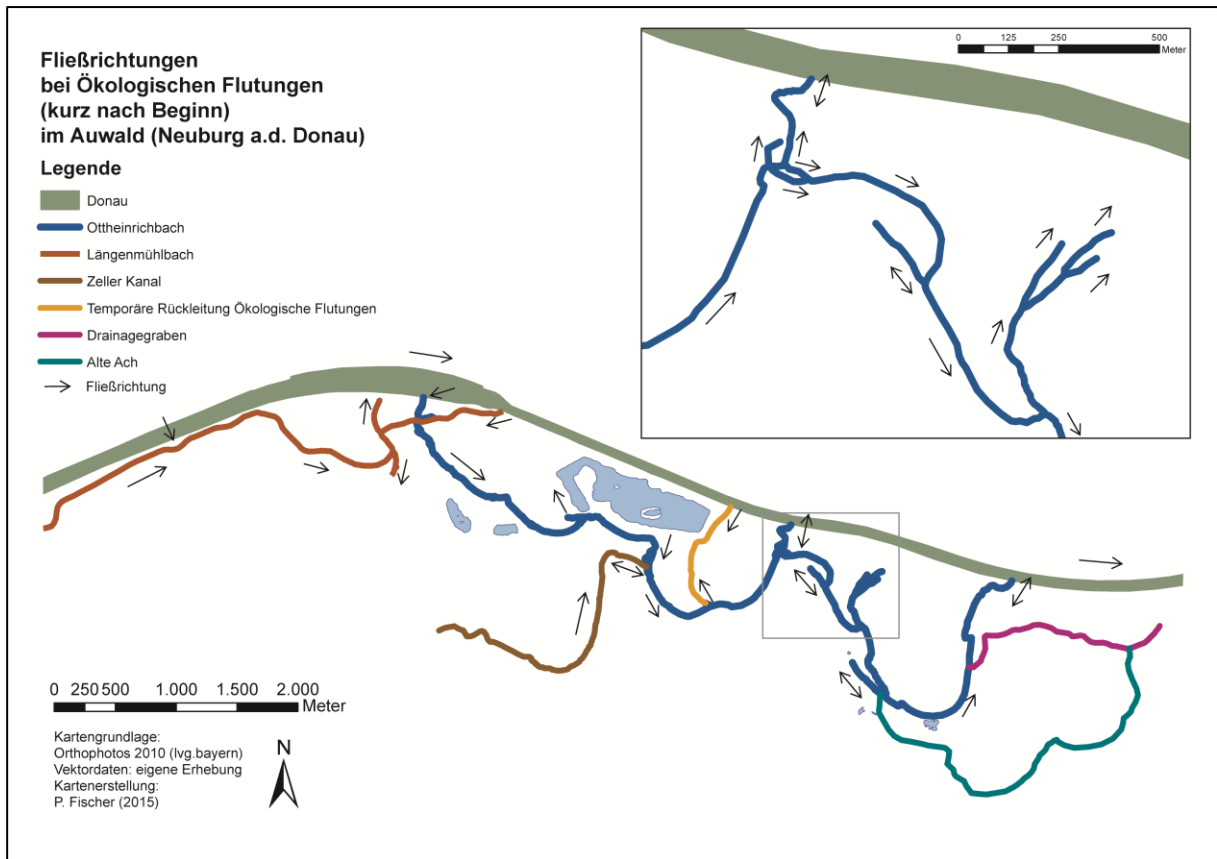 Fließrichtungen
bei Ökologischen Flutungen
(kurz nach Beginn)
im Auwald (Neuburg a.d. Donau)
Legende
Donau
Ottheinrichbach
Längenmühlbach
Zeller Kanal
Temporäre Rückleitung Ökologische Flutungen
Drainagegraben
Alte Ach
Fließrichtung
0 125 250 500
Meter
0 250 500 1.000 1.500 2.000
Meter
Kartengrundlage:
Orthophotos 2010 (lvg.bayern)
Vektordaten: eigene Erhebung
Kartenerstellung:
P. Fischer (2015)
N